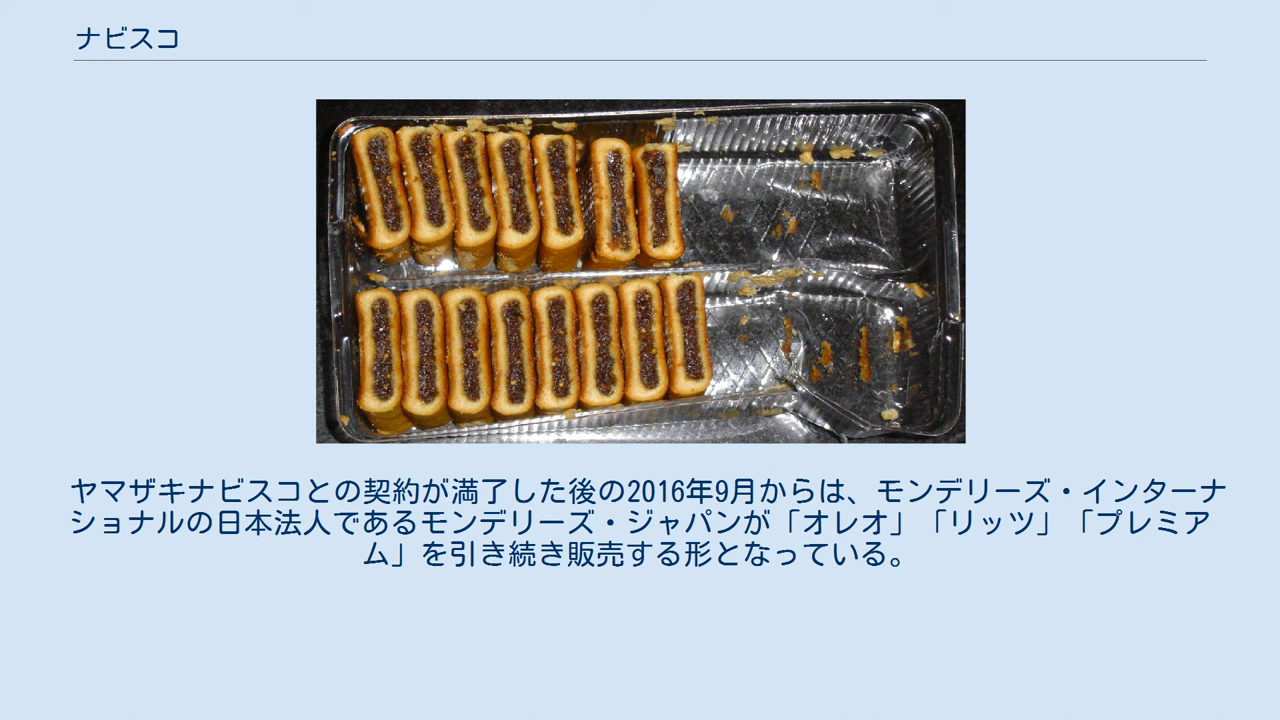 ナビスコ
ヤマザキナビスコとの契約が満了した後の2016年9月からは、モンデリーズ・インターナ
ショナルの日本法人であるモンデリーズ・ジャパンが「オレオ」「リッツ」「プレミア
ム」を引き続き販売する形となっている。